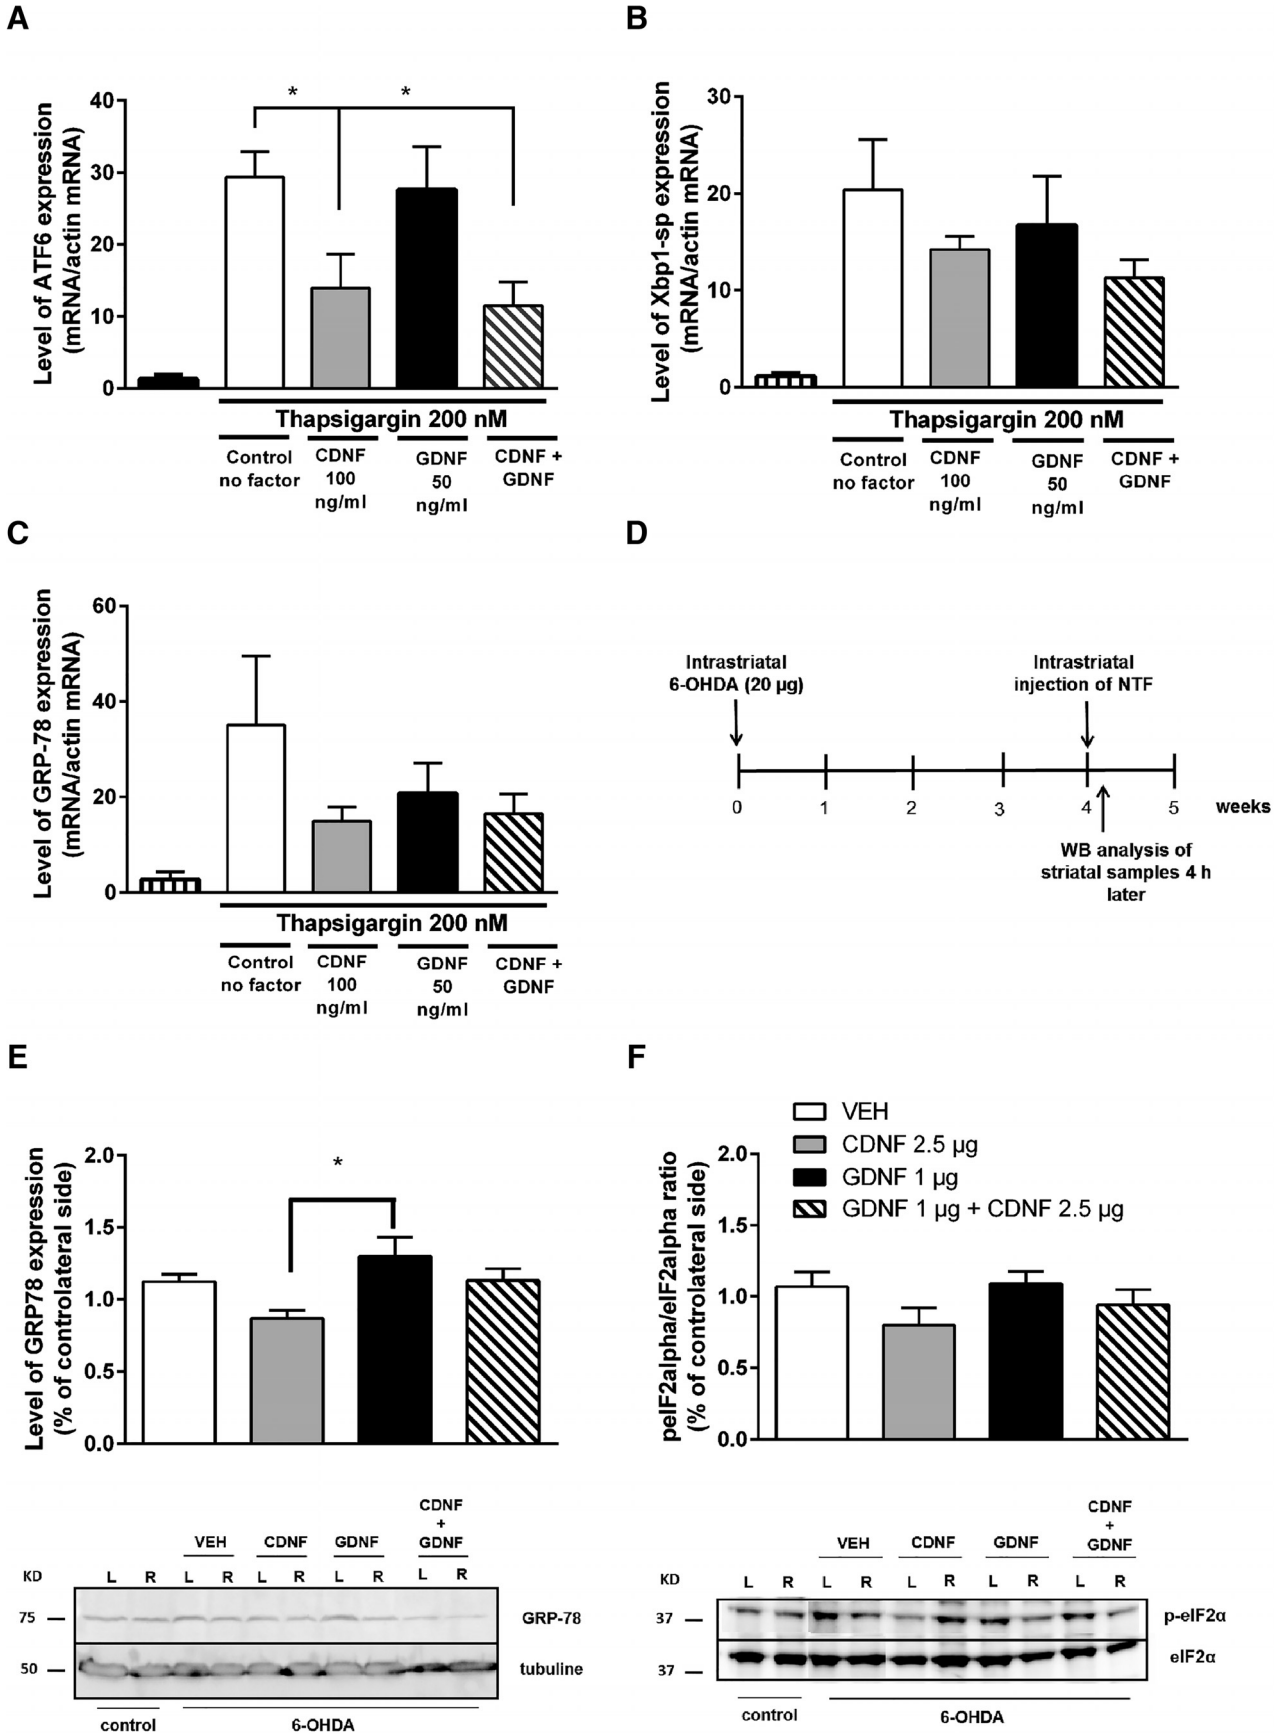 A
Level of ATF6 expression
(mRNA/actin mRNA)
40
30
20
10
0
* *
Thapsigargin 200 nM
Control
no factor
CDNF
100
ng/ml
GDNF
50
ng/ml
CDNF +
GDNF
B
Level of Xbp1-sp expression
(mRNA/actin mRNA)
30
20
10
0
Thapsigargin 200 nM
Control
no factor
CDNF
100
ng/ml
GDNF
50
ng/ml
CDNF +
GDNF
C
Level of GRP-78 expression
(mRNA/actin mRNA)
60
40
20
0
Thapsigargin 200 nM
Control
no factor
CDNF
100
ng/ml
GDNF
50
ng/ml
CDNF +
GDNF
D
Intrastriatal
6-OHDA (20 µg)
Intrastriatal
injection of NTF
0 1 2 3 4 5 weeks
WB analysis of
striatal samples 4 h
later
E
Level of GRP78 expression
(% of controlateral side)
2.0
1.5
1.0
0.5
0.0
*
CDNF
+
VEH CDNF GDNF GDNF
KD L R L R L R L R L R
75 GRP-78
50 tubuline
control 6-OHDA
F
VEH
CDNF 2.5 µg
GDNF 1 µg
GDNF 1 µg + CDNF 2.5 µg
peIF2alpha/eIF2alpha ratio
(% of controlateral side)
2.0
1.5
1.0
0.5
0.0
CDNF
+
VEH CDNF GDNF GDNF
KD L R L R L R L R L R
37 p-eIF2α
eIF2α
37
control 6-OHDA